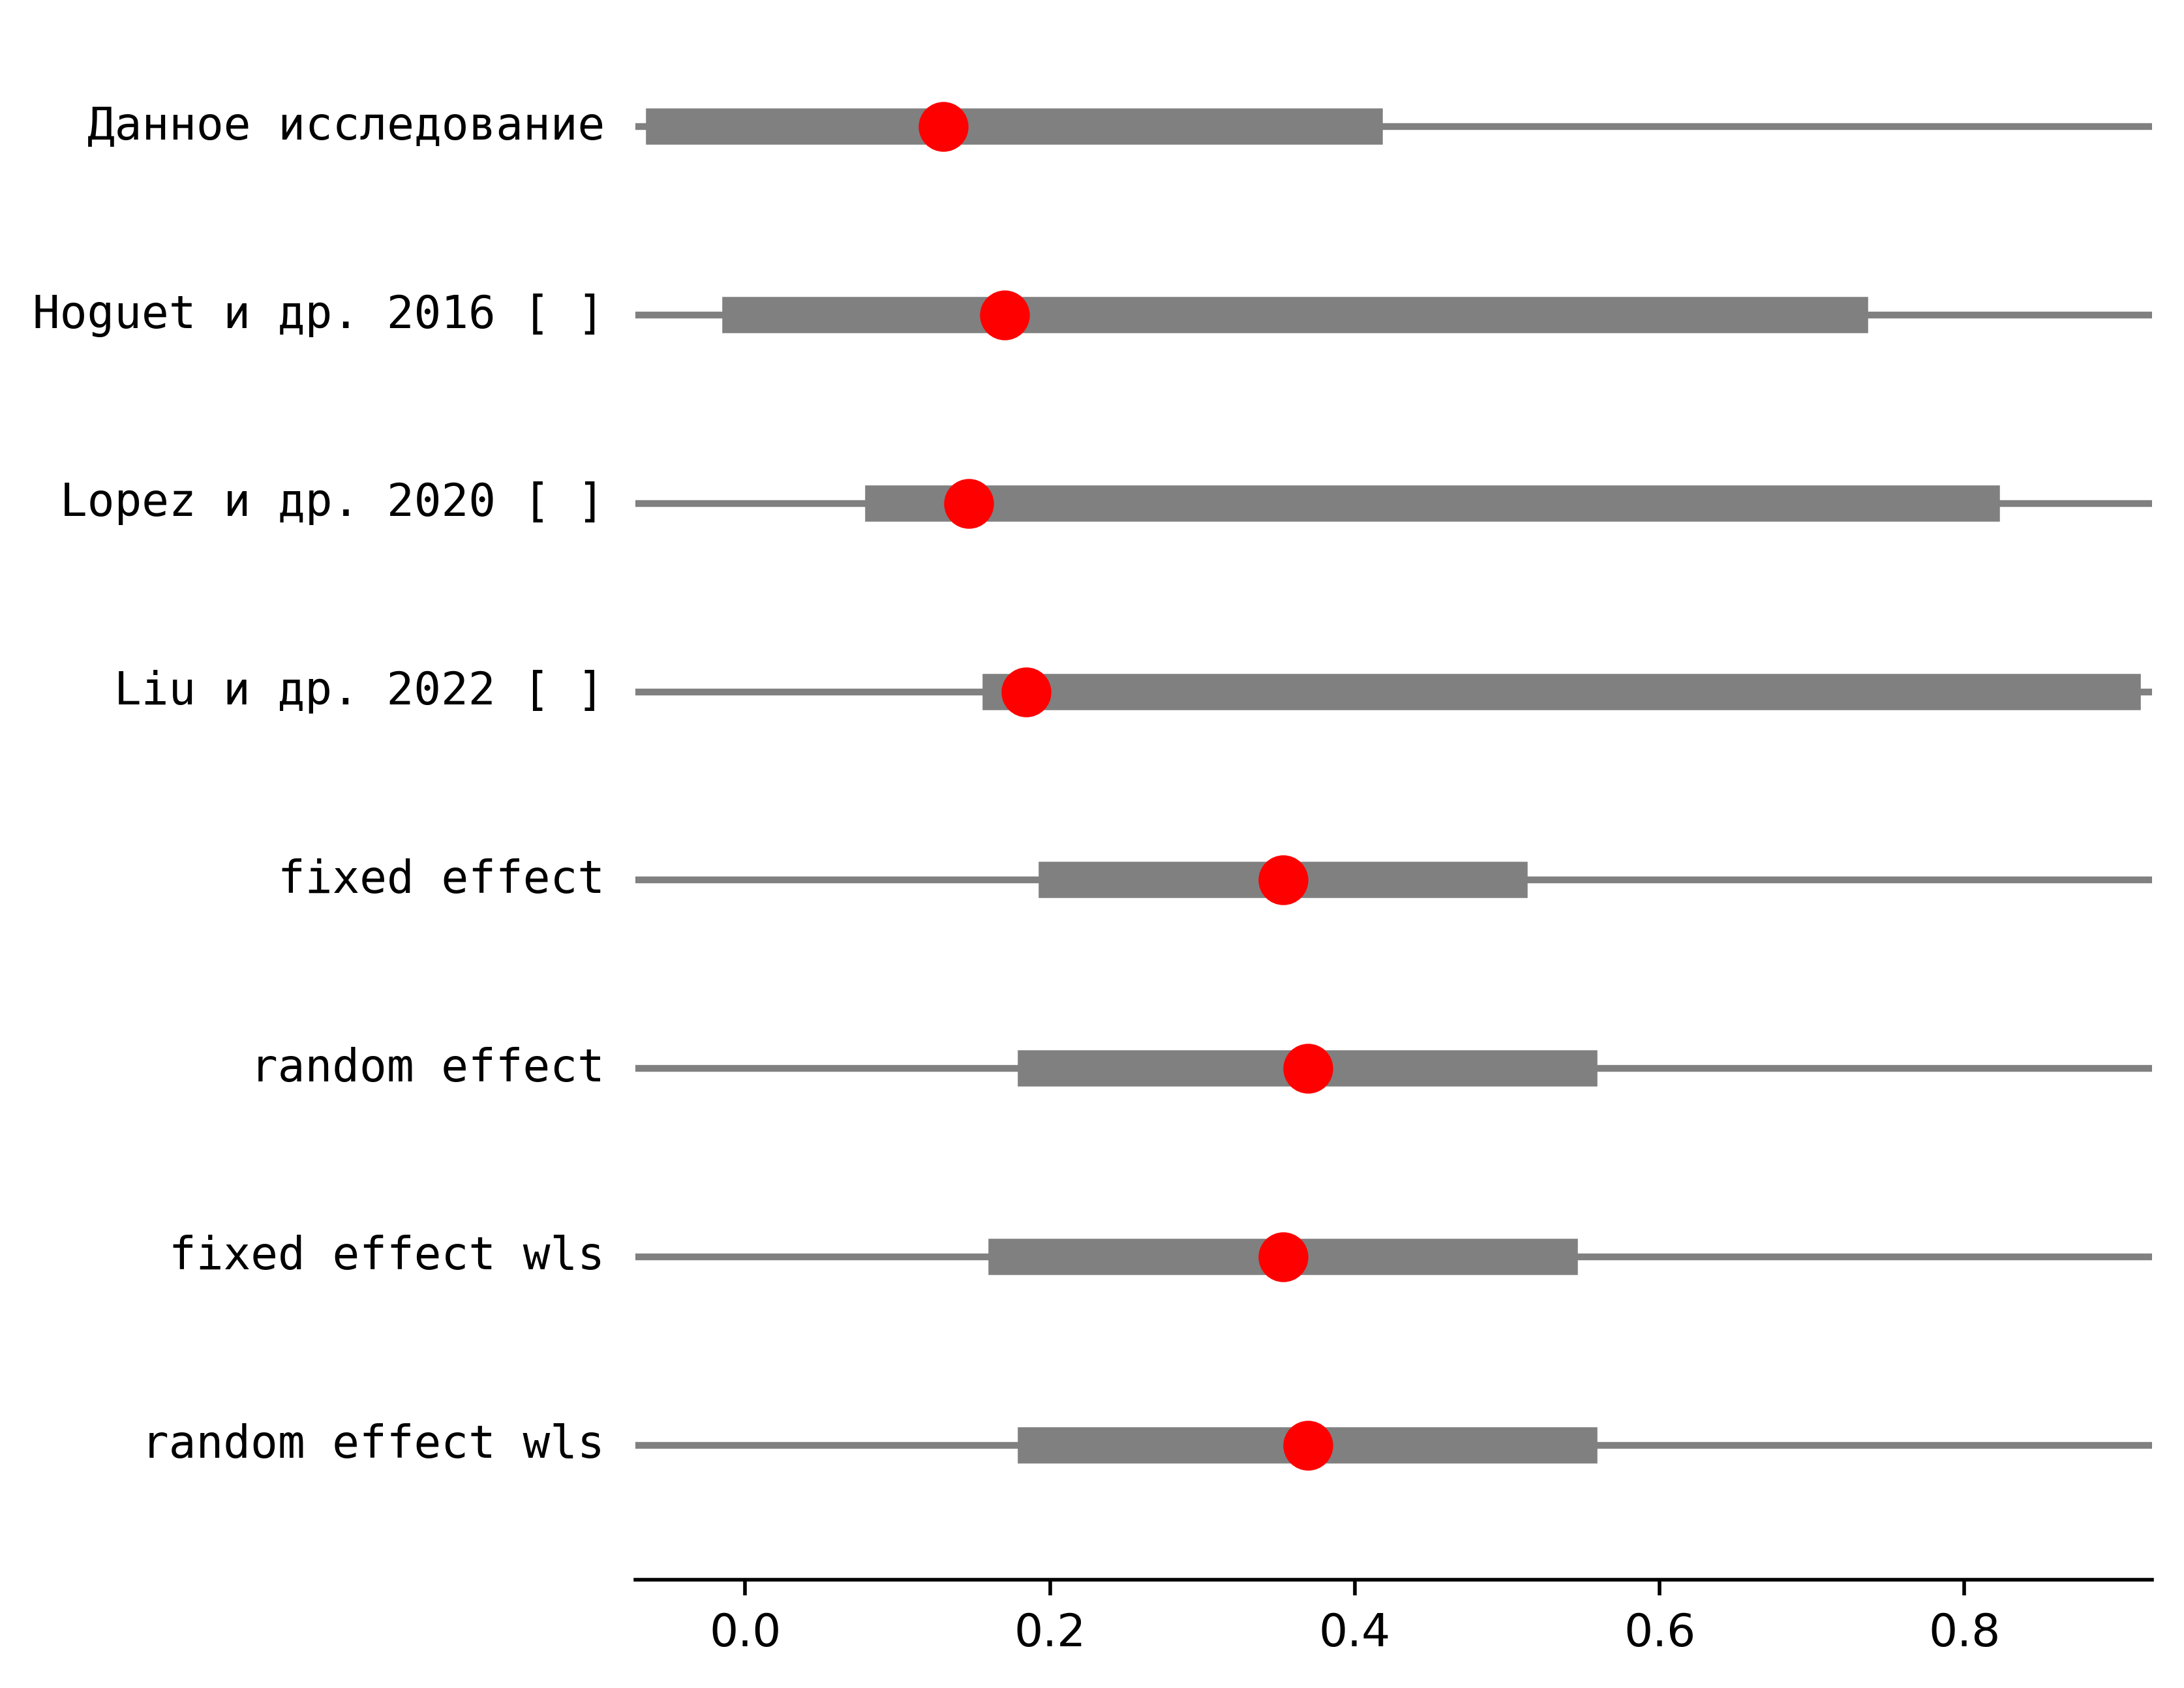 Данное исследование
Hoguet и др. 2016 [ ]
Lopez и др. 2020 [ ]
Liu и др. 2022 [ ]
fixed effect
random effect
fixed effect wls
random effect wls
0.0 0.2 0.4 0.6 0.8